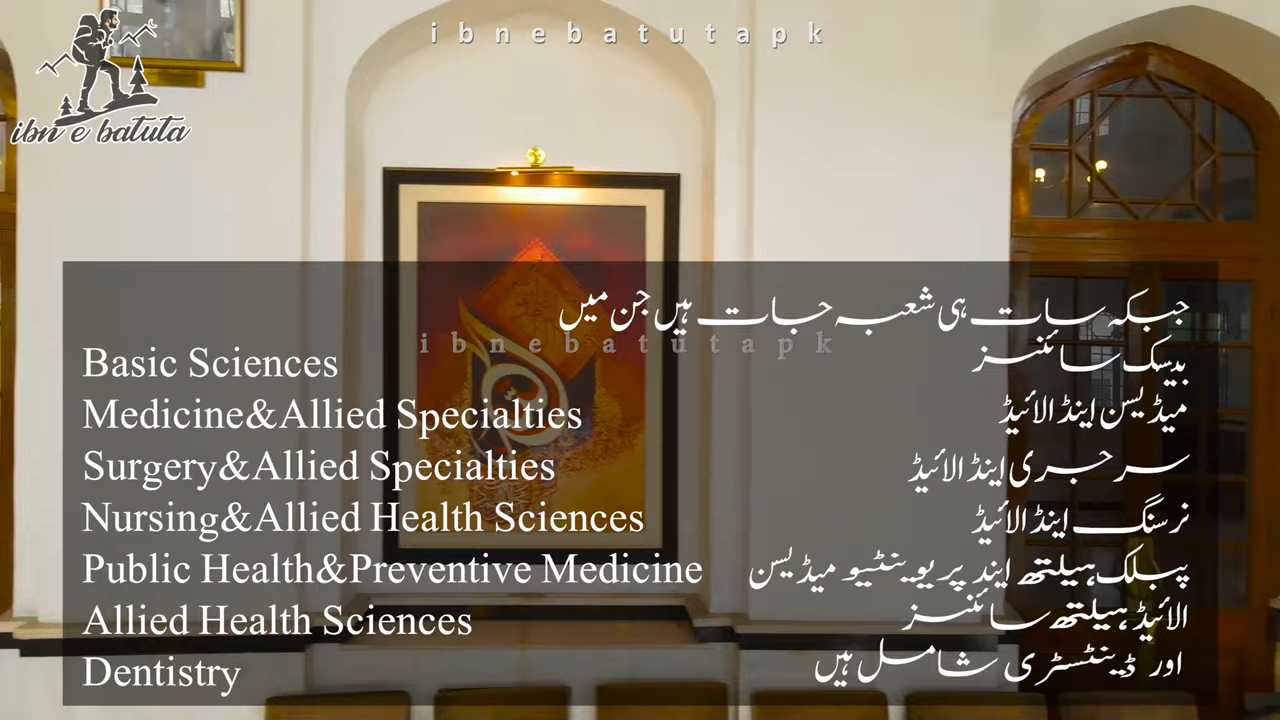 ibnebatutapk
ibn e batuta
جبکہ سات ہی شعبہ جات ہیں جن میں
ibnebatutapk
Basic Sciences بیسک سائنسز
Medicine&Allied Specialties میڈیسن اینڈ الائیڈ
Surgery&Allied Specialties سرجری اینڈ الائیڈ
Nursing&Allied Health Sciences نرسنگ اینڈ الائیڈ
Public Health&Preventive Medicine پبلک ہیلتھ ایند پریوینٹیو میڈیسن
Allied Health Sciences الائیڈ ہیلتھ سائنسز
Dentistry اور ڈینٹسٹری شامل ہیں